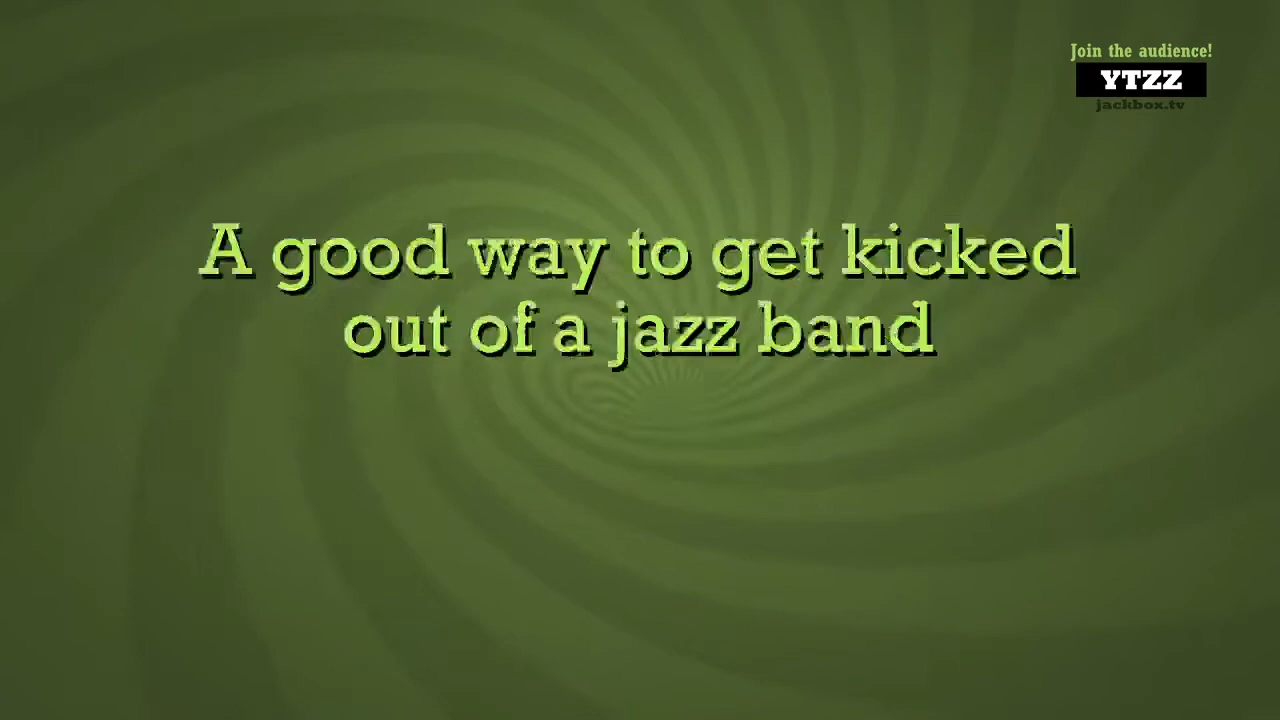 Join the audience!
YTZZ
jackbox.tv
A good way to get kicked
out of a jazz band